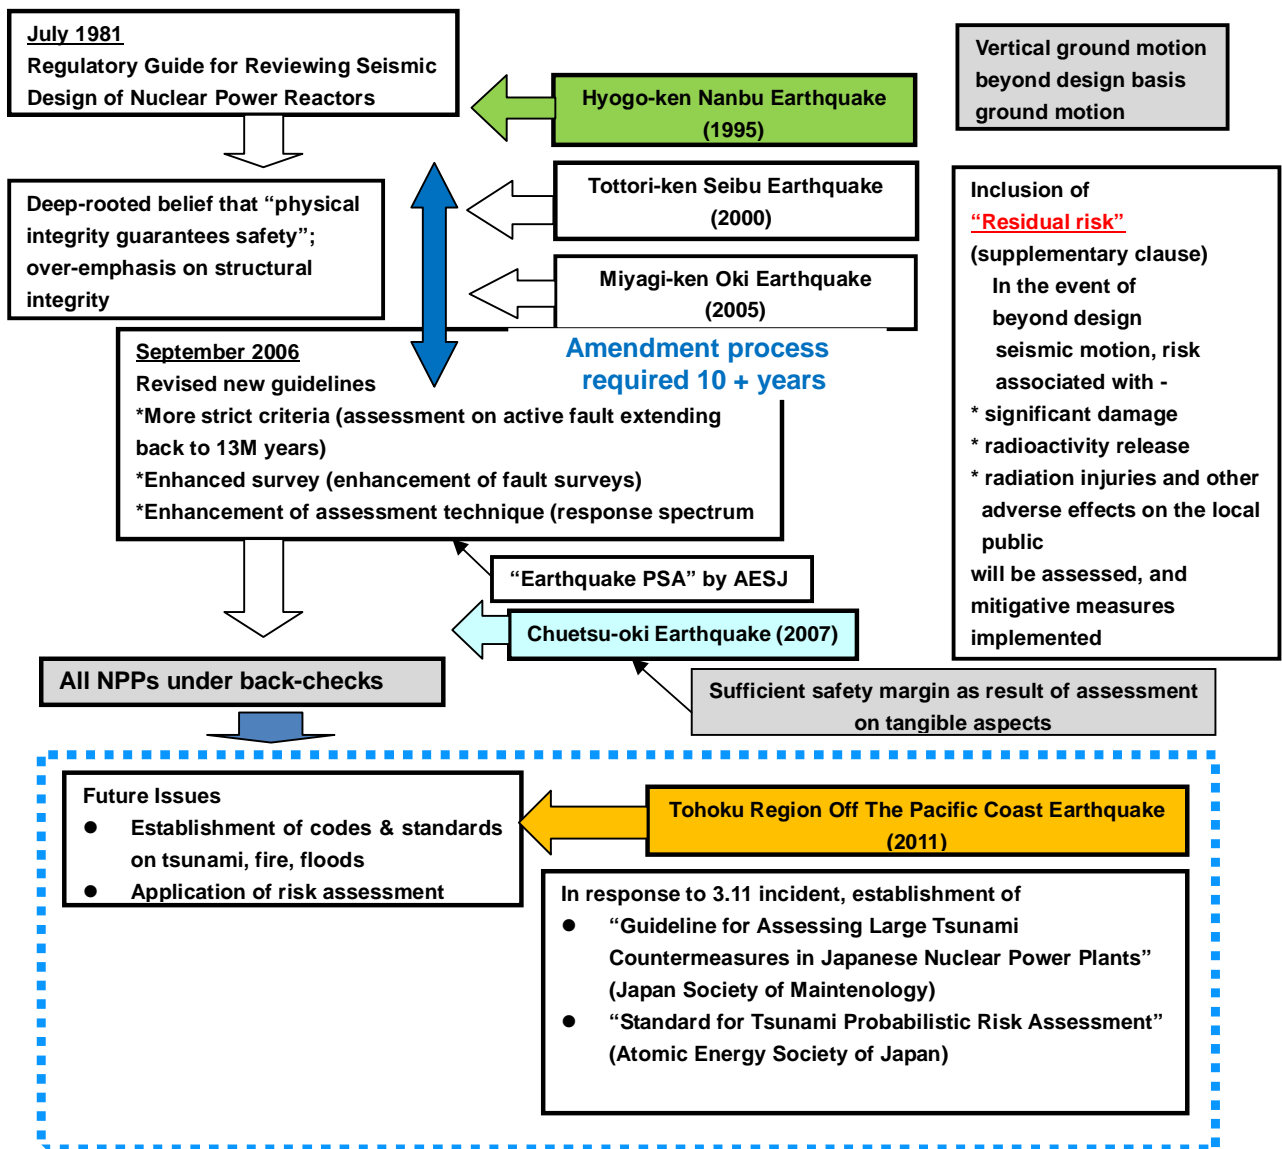 July 1981
Regulatory Guide for Reviewing Seismic
Design of Nuclear Power Reactors
Hyogo-ken Nanbu Earthquake
(1995)
Vertical ground motion
beyond design basis
ground motion
Deep-rooted belief that “physical
integrity guarantees safety”;
over-emphasis on structural
integrity
Tottori-ken Seibu Earthquake
(2000)
Miyagi-ken Oki Earthquake
(2005)
Inclusion of
“Residual risk”
(supplementary clause)
In the event of
beyond design
seismic motion, risk
associated with -
* significant damage
* radioactivity release
* radiation injuries and other
adverse effects on the local
public
will be assessed, and
mitigative measures
implemented
Amendment process
required 10 + years
September 2006
Revised new guidelines
*More strict criteria (assessment on active fault extending
back to 13M years)
*Enhanced survey (enhancement of fault surveys)
*Enhancement of assessment technique (response spectrum
“Earthquake PSA” by AESJ
Chuetsu-oki Earthquake (2007)
All NPPs under back-checks
Sufficient safety margin as result of assessment
on tangible aspects
Future Issues
● Establishment of codes & standards
on tsunami, fire, floods
● Application of risk assessment
Tohoku Region Off The Pacific Coast Earthquake
(2011)
In response to 3.11 incident, establishment of
● “Guideline for Assessing Large Tsunami
Countermeasures in Japanese Nuclear Power Plants”
(Japan Society of Maintenology)
● “Standard for Tsunami Probabilistic Risk Assessment”
(Atomic Energy Society of Japan)